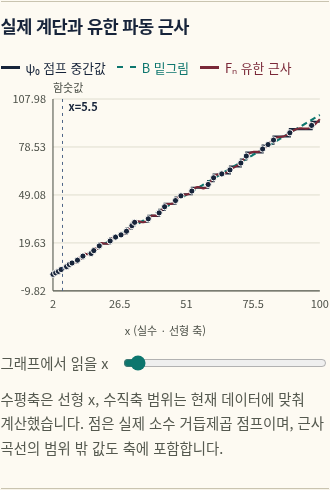 실제 계단과 유한 파동 근사
ψ₀ 점프 중간값 B 밑그림 Fₙ 유한 근사
함숫값
107.98
x=5.5
78.53
49.08
19.63
-9.82
2 26.5 51 75.5 100
x (실수 · 선형 축)
그래프에서 읽을 x
수평축은 선형 x, 수직축 범위는 현재 데이터에 맞춰
계산했습니다. 점은 실제 소수 거듭제곱 점프이며, 근사
곡선의 범위 밖 값도 축에 포함합니다.